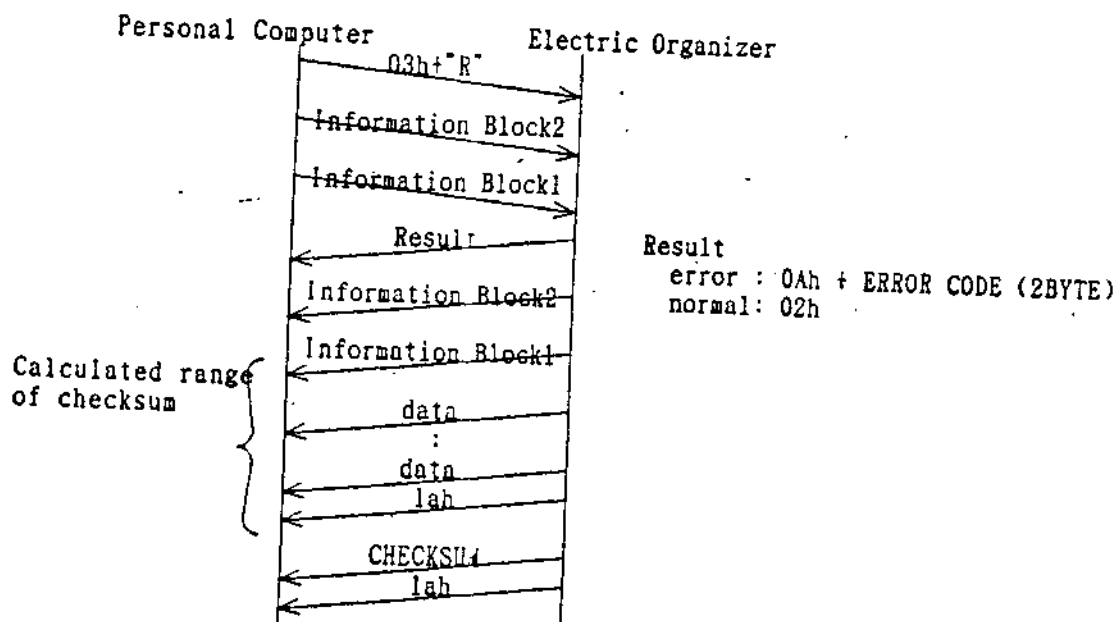 Personal Computer
Electric Organizer
03h+"R"
Information Block2
Information Block1
Result
Result
error : 0Ah + ERROR CODE (2BYTE)
normal: 02h
Information Block2
Information Block1
Calculated range
of checksum
data
:
data
1ah
CHECKSUM
1ah